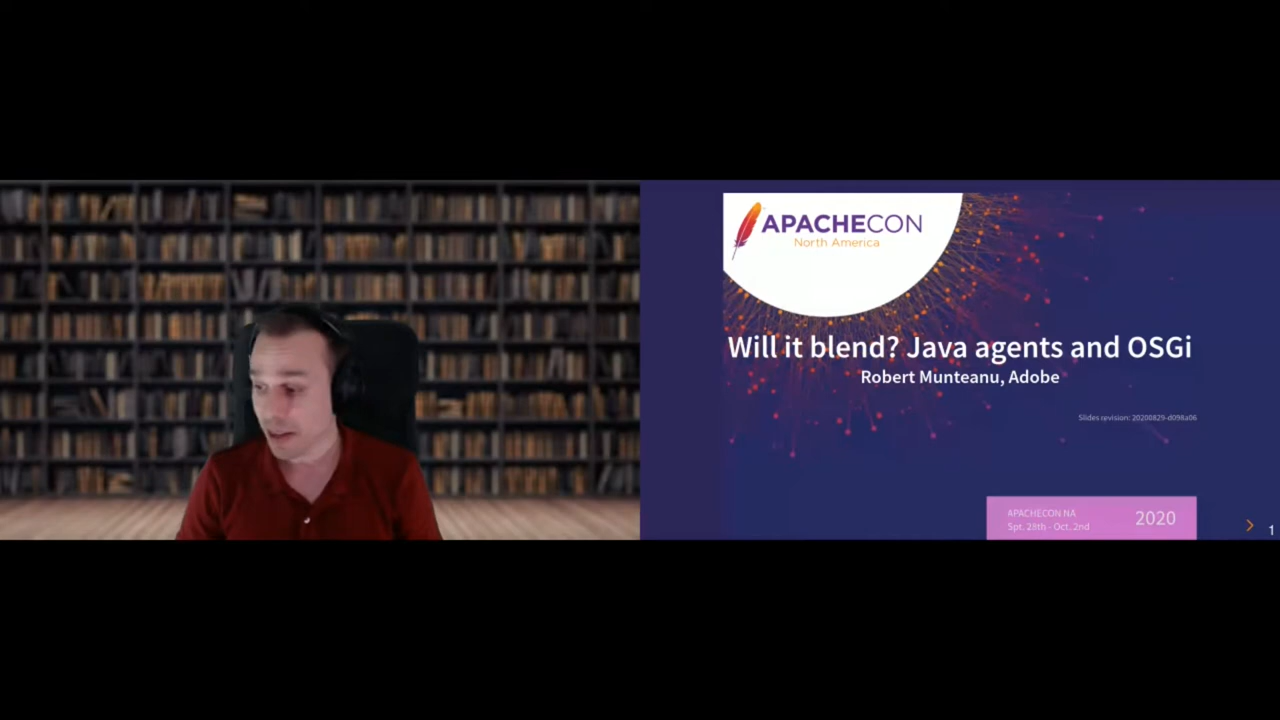 APACHECON
North America
Will it blend? Java agents and OSGi
Robert Munteanu, Adobe
Slides revision: 20200829-d098a06
APACHECON NA
Spt. 28th - Oct. 2nd
2020
1